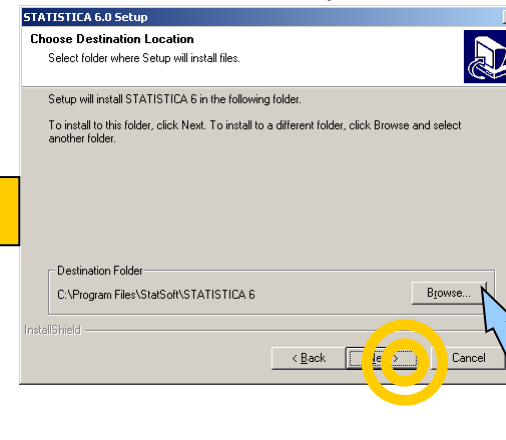 STATISTICA 6.0 Setup
Choose Destination Location
Select folder where Setup will install files.
Setup will install STATISTICA 6 in the following folder.
To install to this folder, click Next. To install to a different folder, click Browse and select
another folder.
Destination Folder
C:\Program Files\StatSoft\STATISTICA 6
Browse...
InstallShield
< Back
Cancel